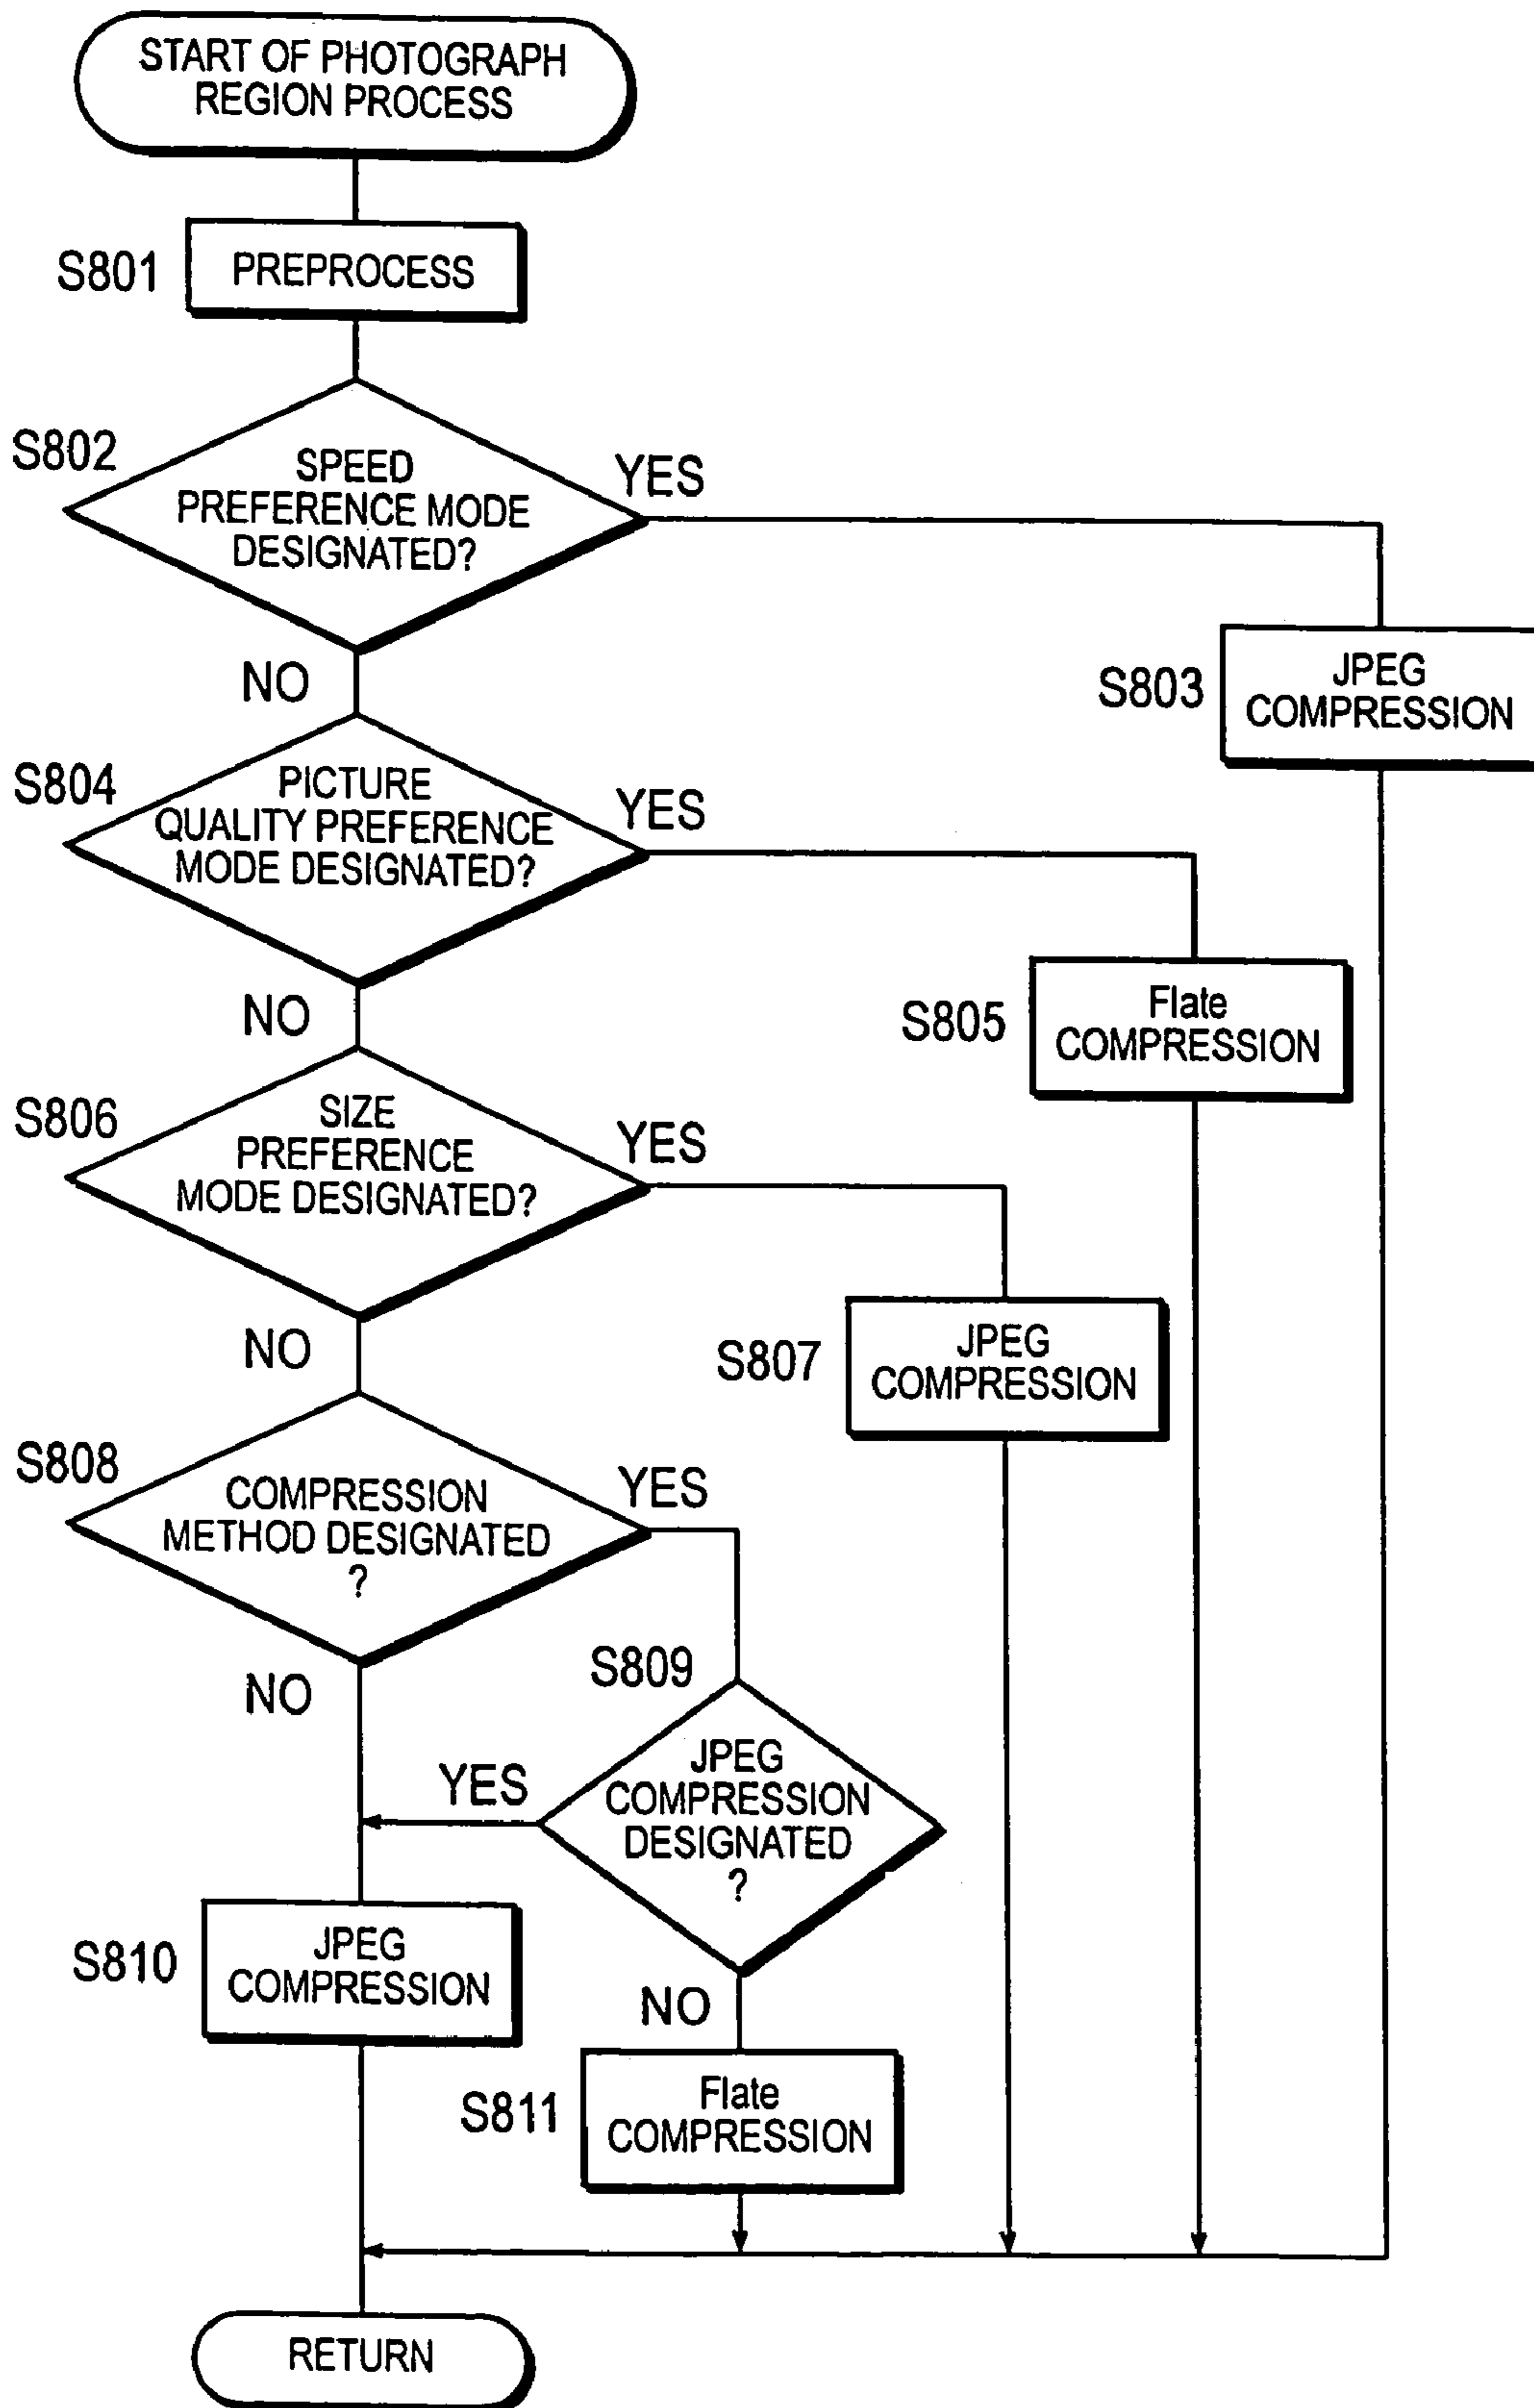 START OF PHOTOGRAPH
REGION PROCESS
S801
PREPROCESS
S802
SPEED
PREFERENCE MODE
DESIGNATED?
YES
NO
S803
JPEG
COMPRESSION
S804
PICTURE
QUALITY PREFERENCE
MODE DESIGNATED?
YES
NO
S805
Flate
COMPRESSION
S806
SIZE
PREFERENCE
MODE DESIGNATED?
YES
NO
S807
JPEG
COMPRESSION
S808
COMPRESSION
METHOD DESIGNATED
?
YES
NO
S809
JPEG
COMPRESSION
DESIGNATED
?
YES
NO
S810
JPEG
COMPRESSION
S811
Flate
COMPRESSION
RETURN